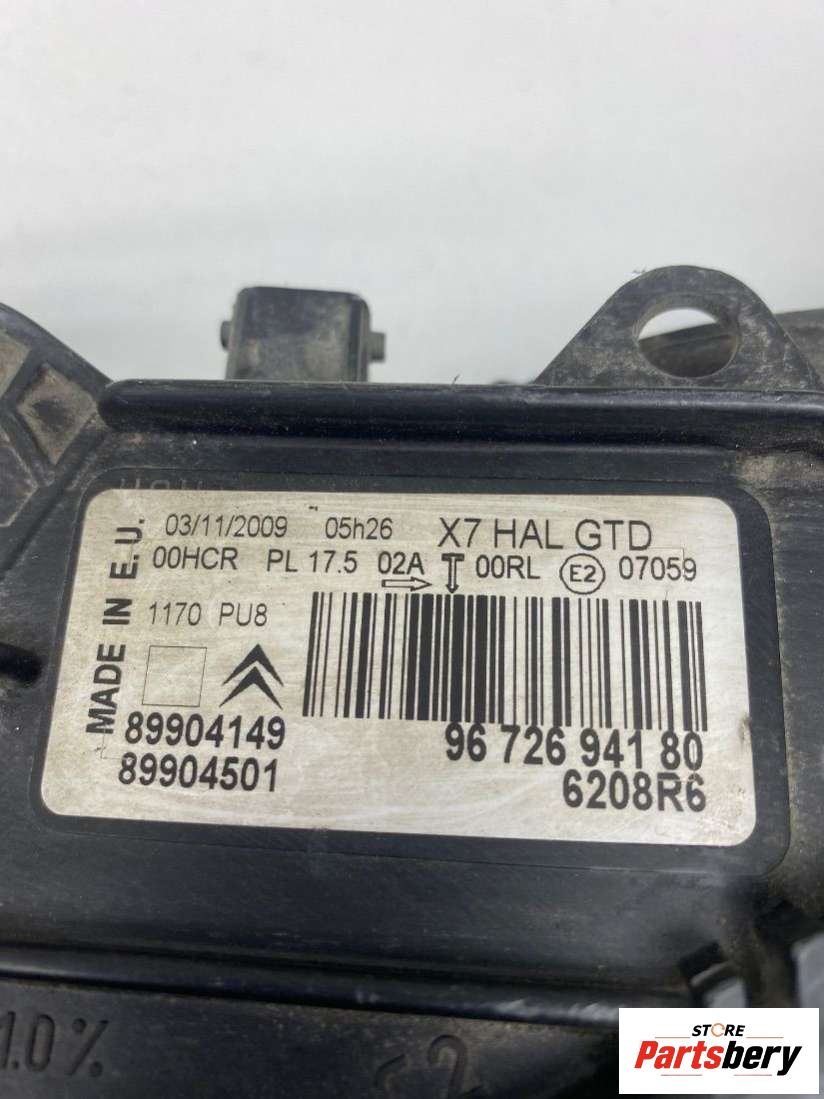 MADE IN E.U.
03/11/2009 05h26 X7 HAL GTD
00HCR PL 17.5 02A 00RL E2 07059
1170 PU8
89904149 96 726 941 80
89904501 6208R6
1.0%
STORE
Partsbery